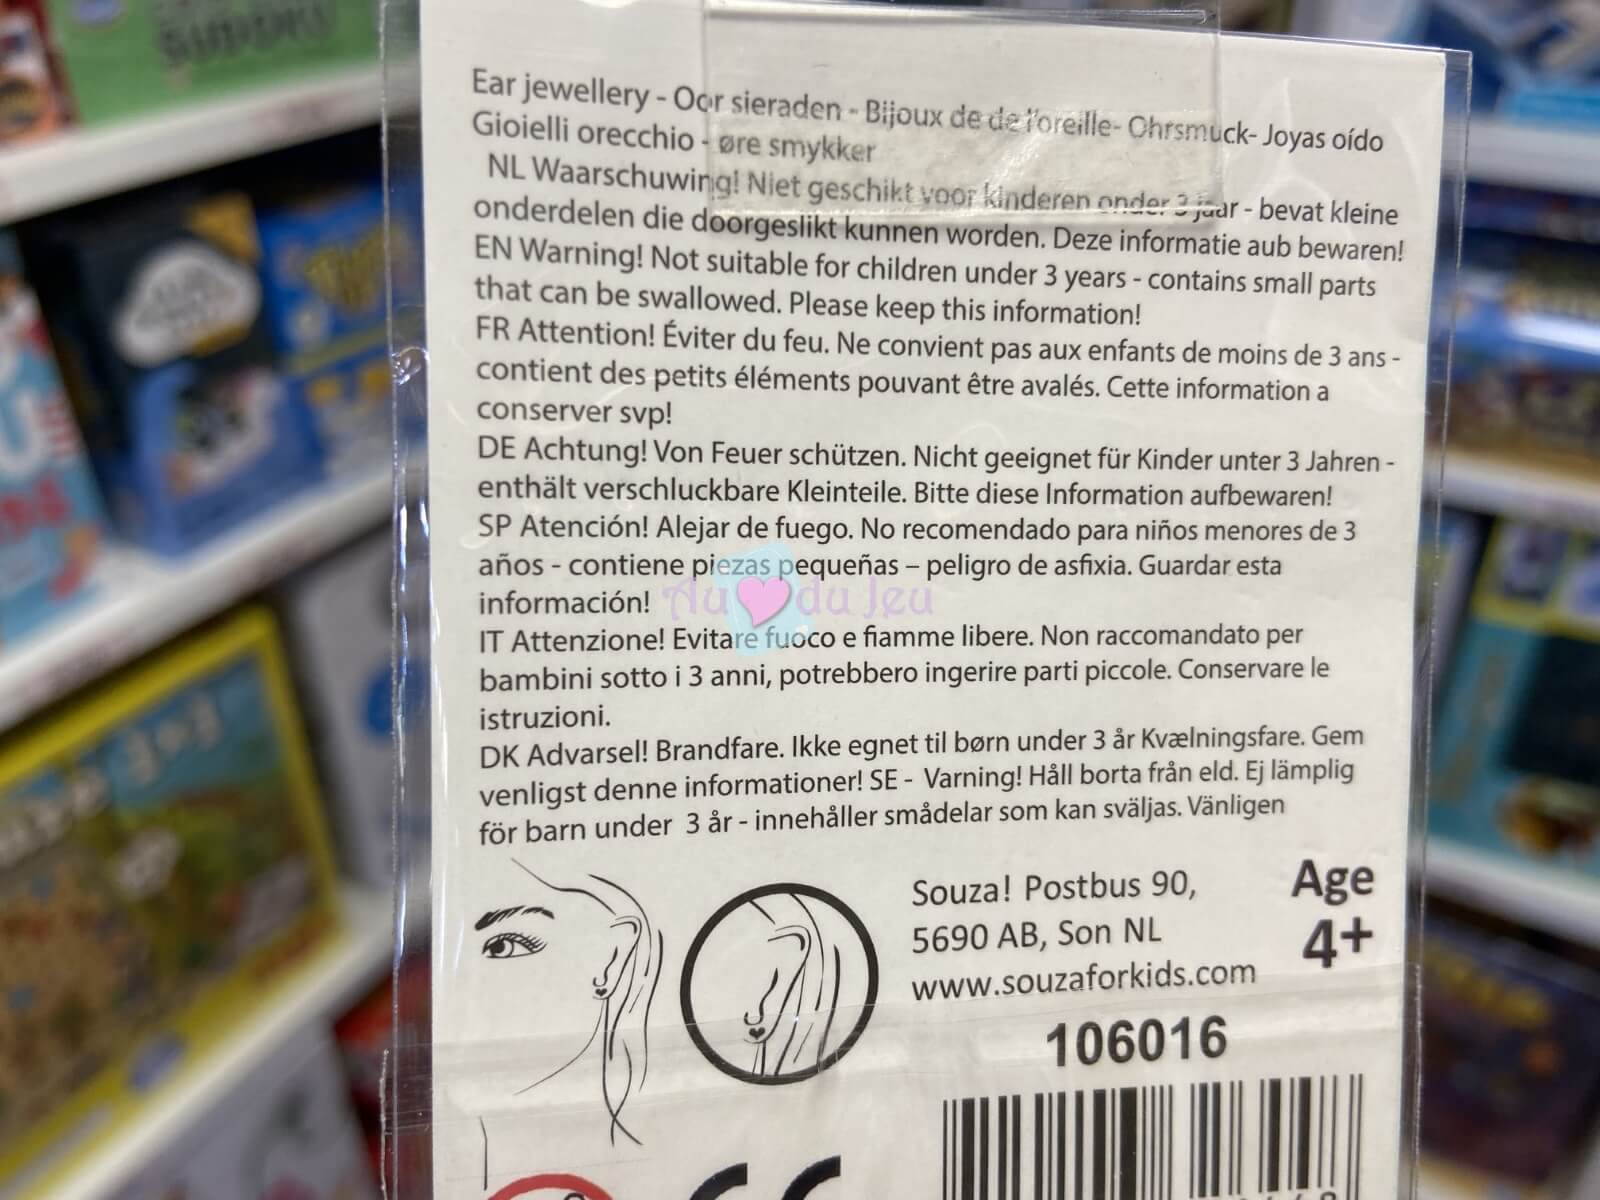 SUDOKU
Ear jewellery - Oor sieraden - Bijoux de de l'oreille- Ohrsmuck- Joyas oído
Gioielli orecchio - øre smykker
NL Waarschuwing! Niet geschikt voor kinderen onder 3 jaar - bevat kleine
onderdelen die doorgeslikt kunnen worden. Deze informatie aub bewaren!
EN Warning! Not suitable for children under 3 years - contains small parts
that can be swallowed. Please keep this information!
FR Attention! Éviter du feu. Ne convient pas aux enfants de moins de 3 ans -
contient des petits éléments pouvant être avalés. Cette information a
conserver svp!
DE Achtung! Von Feuer schützen. Nicht geeignet für Kinder unter 3 Jahren -
enthält verschluckbare Kleinteile. Bitte diese Information aufbewaren!
SP Atención! Alejar de fuego. No recomendado para niños menores de 3
años - contiene piezas pequeñas – peligro de asfixia. Guardar esta
información!
Au du Jeu
IT Attenzione! Evitare fuoco e fiamme libere. Non raccomandato per
bambini sotto i 3 anni, potrebbero ingerire parti piccole. Conservare le
istruzioni.
DK Advarsel! Brandfare. Ikke egnet til børn under 3 år Kvælningsfare. Gem
venligst denne informationer! SE - Varning! Håll borta från eld. Ej lämplig
för barn under 3 år - innehåller smådelar som kan sväljas. Vänligen
Souza! Postbus 90,
5690 AB, Son NL
www.souzaforkids.com
Age
4+
106016